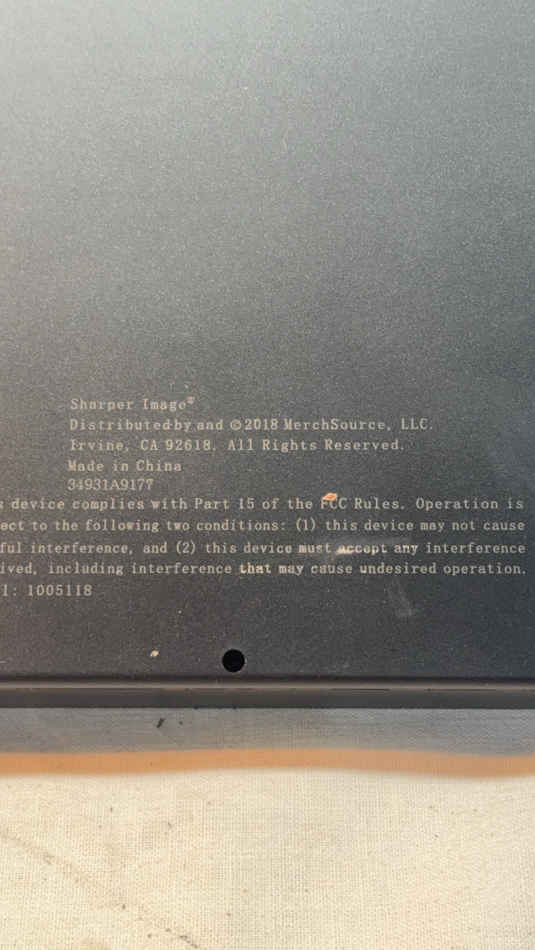 Sharper Image®
Distributed by and ©2018 MerchSource, LLC.
Irvine, CA 92618. All Rights Reserved.
Made in China
34931A9177
device complies with Part 15 of the FCC Rules. Operation is
ect to the following two conditions: (1) this device may not cause
ful interference, and (2) this device must accept any interference
ived, including interference that may cause undesired operation.
1: 1005118